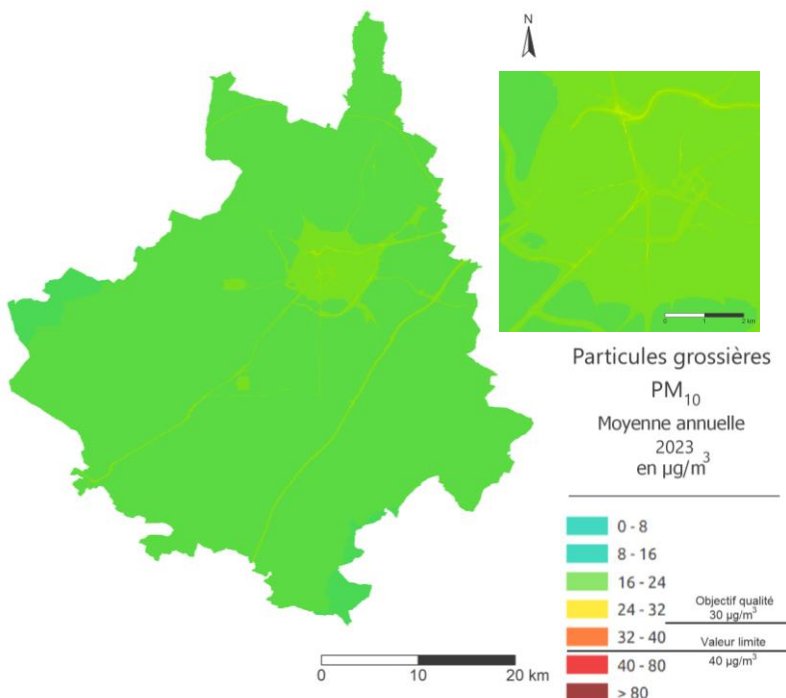 N
0 1 2 km
Particules grossières
PM10
Moyenne annuelle
2023
en µg/m3
0 - 8
8 - 16
16 - 24
24 - 32
Objectif qualité
30 µg/m3
32 - 40
Valeur limite
40 - 80
40 µg/m3
> 80
0 10 20 km